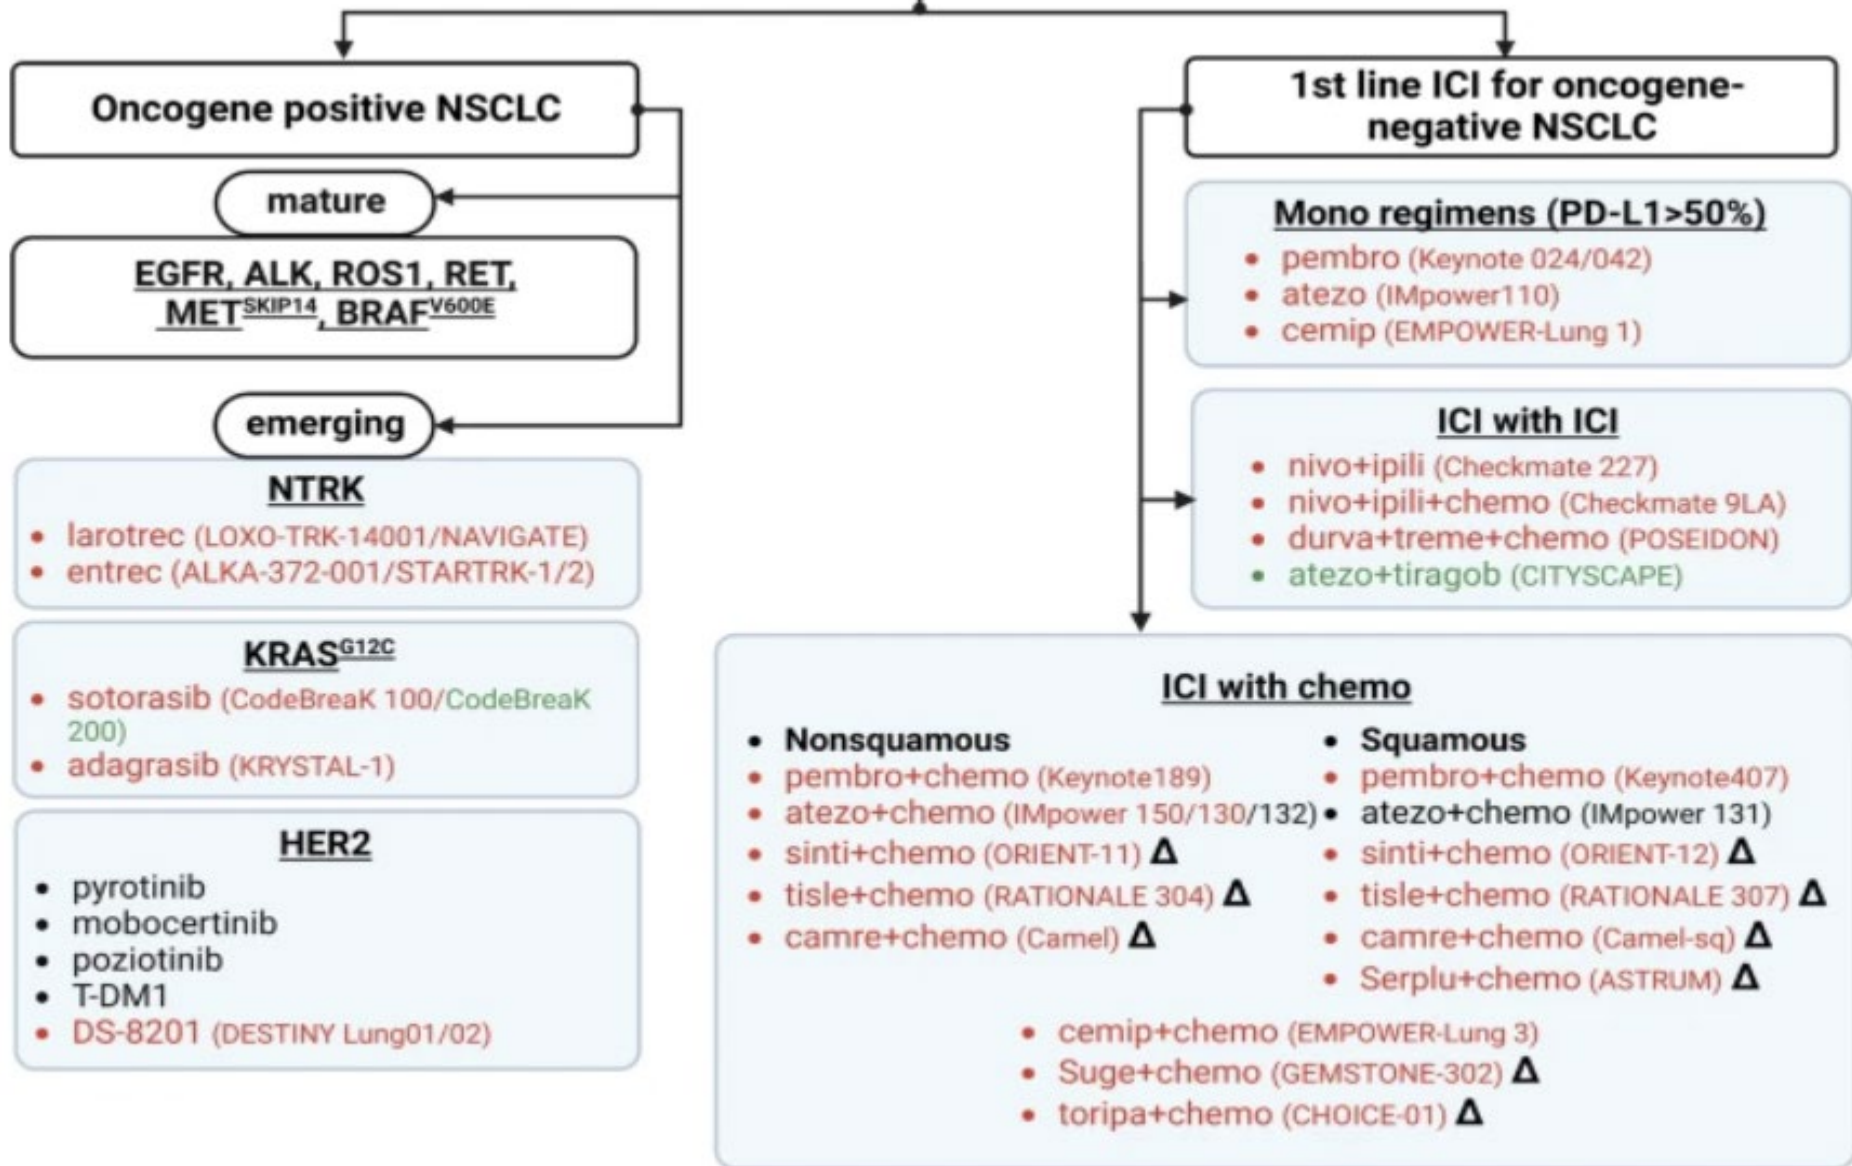 Oncogene positive NSCLC
mature
EGFR, ALK, ROS1, RET,
MET^SKIP14, BRAF^V600E
emerging
NTRK
• larotrec (LOXO-TRK-14001/NAVIGATE)
• entrec (ALKA-372-001/STARTRK-1/2)
KRAS^G12C
• sotorasib (CodeBreaK 100/CodeBreaK
200)
• adagrasib (KRYSTAL-1)
HER2
• pyrotinib
• mobocertinib
• poziotinib
• T-DM1
• DS-8201 (DESTINY Lung01/02)
1st line ICI for oncogene-
negative NSCLC
Mono regimens (PD-L1>50%)
• pembro (Keynote 024/042)
• atezo (IMpower110)
• cemip (EMPOWER-Lung 1)
ICI with ICI
• nivo+ipili (Checkmate 227)
• nivo+ipili+chemo (Checkmate 9LA)
• durva+treme+chemo (POSEIDON)
• atezo+tiragob (CITYSCAPE)
ICI with chemo
• Nonsquamous
• pembro+chemo (Keynote189)
• atezo+chemo (IMpower 150/130/132)
• sinti+chemo (ORIENT-11) Δ
• tisle+chemo (RATIONALE 304) Δ
• camre+chemo (Camel) Δ
• Squamous
• pembro+chemo (Keynote407)
• atezo+chemo (IMpower 131)
• sinti+chemo (ORIENT-12) Δ
• tisle+chemo (RATIONALE 307) Δ
• camre+chemo (Camel-sq) Δ
• Serplu+chemo (ASTRUM) Δ
• cemip+chemo (EMPOWER-Lung 3)
• Suge+chemo (GEMSTONE-302) Δ
• toripa+chemo (CHOICE-01) Δ